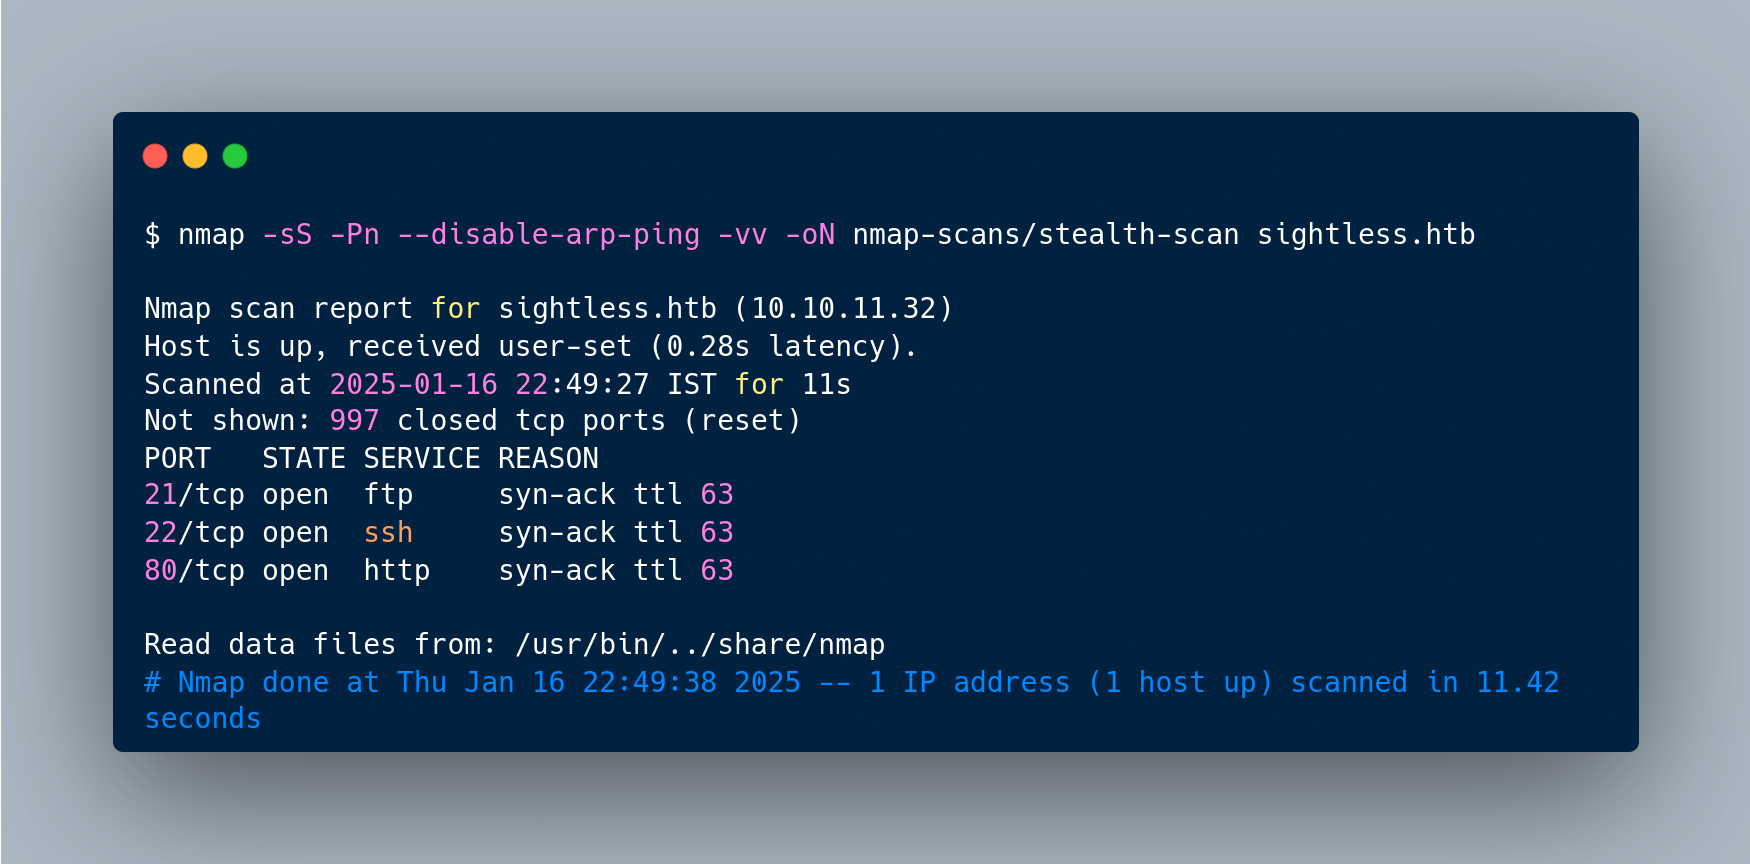 $ nmap -sS -Pn --disable-arp-ping -vv -oN nmap-scans/stealth-scan sightless.htb
Nmap scan report for sightless.htb (10.10.11.32)
Host is up, received user-set (0.28s latency).
Scanned at 2025-01-16 22:49:27 IST for 11s
Not shown: 997 closed tcp ports (reset)
PORT   STATE SERVICE REASON
21/tcp open  ftp     syn-ack ttl 63
22/tcp open  ssh     syn-ack ttl 63
80/tcp open  http    syn-ack ttl 63
Read data files from: /usr/bin/../share/nmap
# Nmap done at Thu Jan 16 22:49:38 2025 -- 1 IP address (1 host up) scanned in 11.42
seconds